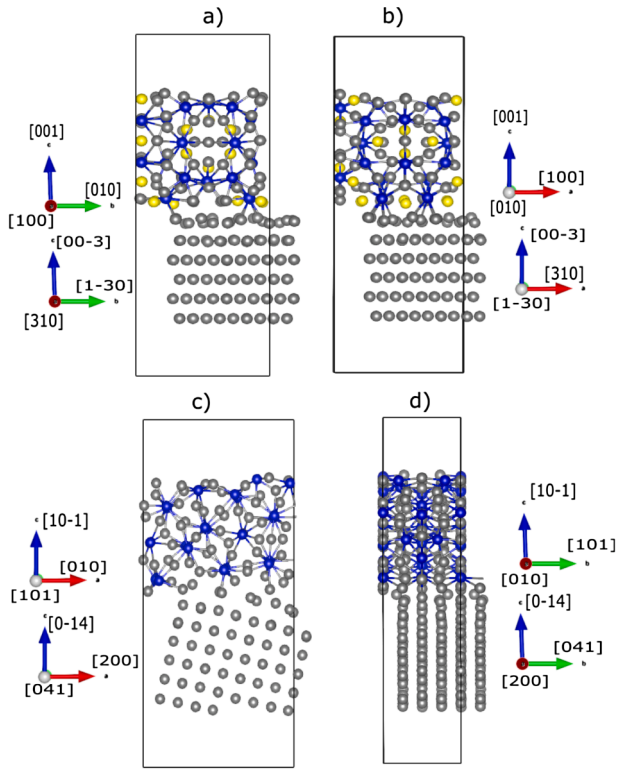 a)
b)
[001]
c
[010]
b
[100]
[00-3]
c
[1-30]
b
[310]
[001]
c
[100]
a
[010]
[00-3]
c
[310]
a
[1-30]
c)
d)
[10-1]
c
[010]
a
[101]
[0-14]
c
[200]
a
[041]
[10-1]
c
[101]
b
[010]
[0-14]
c
[041]
b
[200]